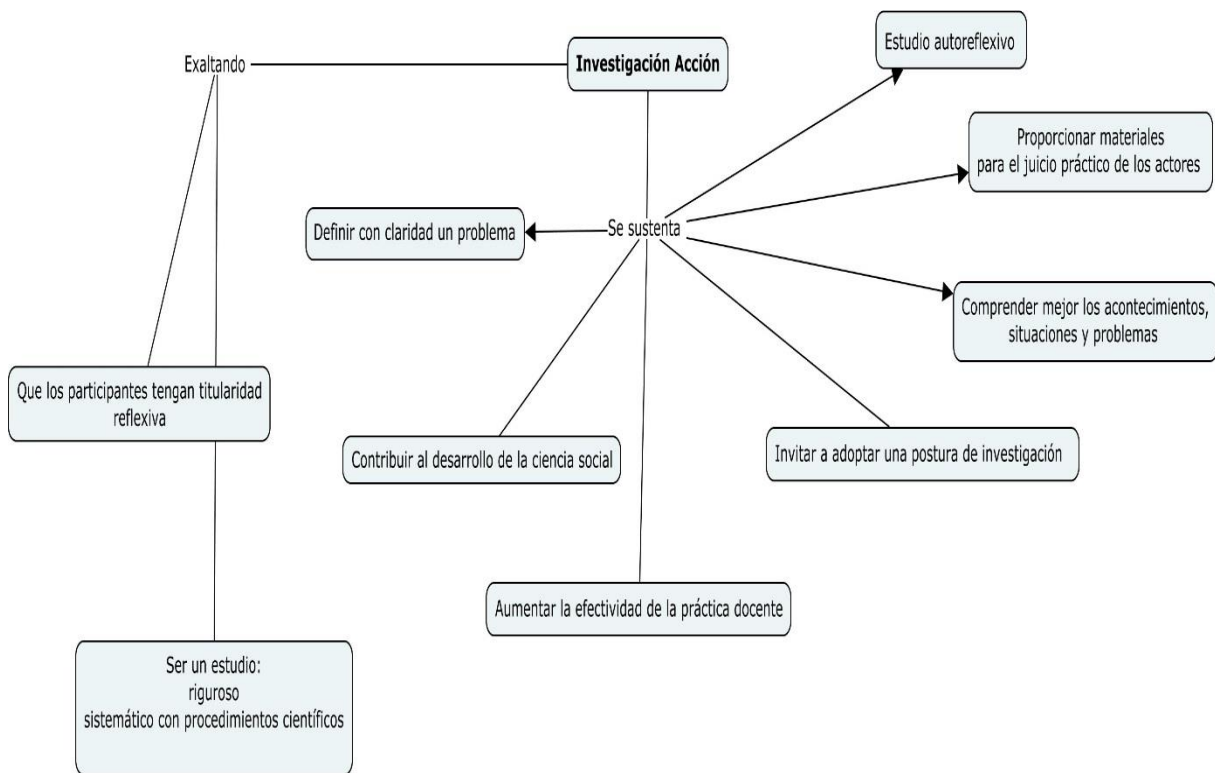 Estudio autoreflexivo
Exaltando
Investigación Acción
Proporcionar materiales
para el juicio práctico de los actores
Definir con claridad un problema
Se sustenta
Comprender mejor los acontecimientos,
situaciones y problemas
Que los participantes tengan titularidad
reflexiva
Contribuir al desarrollo de la ciencia social
Invitar a adoptar una postura de investigación
Aumentar la efectividad de la práctica docente
Ser un estudio:
riguroso
sistemático con procedimientos científicos